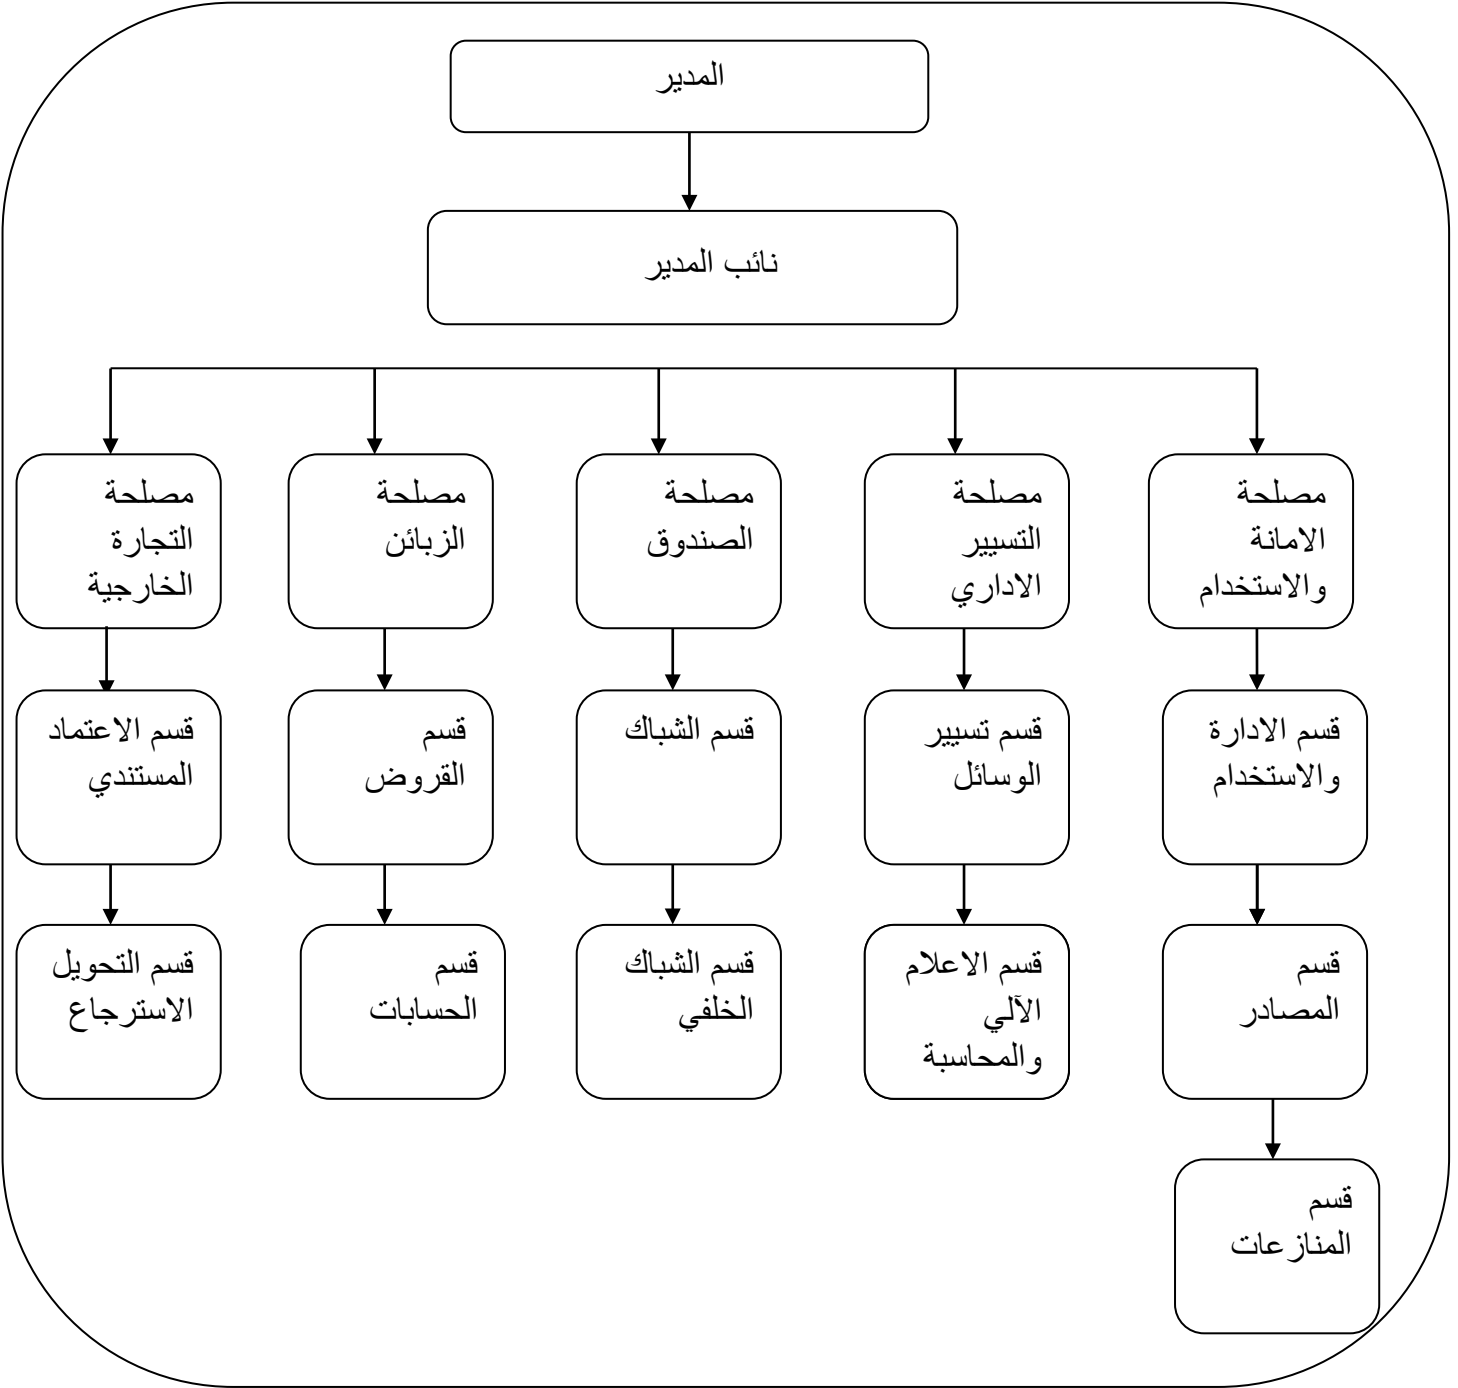 المدير
نائب المدير
مصلحة
الامانة
والاستخدام
مصلحة
التسيير
الاداري
مصلحة
الصندوق
مصلحة
الزبائن
مصلحة
التجارة
الخارجية
قسم الادارة
والاستخدام
قسم تسيير
الوسائل
قسم الشباك
قسم
القروض
قسم الاعتماد
المستندي
قسم
المصادر
قسم الاعلام
الآلي
والمحاسبة
قسم الشباك
الخلفي
قسم
الحسابات
قسم التحويل
الاسترجاع
قسم
المنازعات